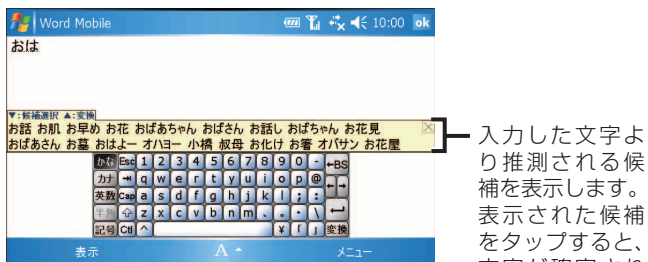 Word Mobile 10:00 ok
おは
▼:候補選択 ▲:変換
お話 お肌 お早め お花 おばあちゃん おばさん お話し おばちゃん お花見
おばあさん お墓 おはよー オハヨー 小橋 叔母 お化け お箸 オバサン お花屋
かな Esc 1 2 3 4 5 6 7 8 9 0 - ←BS
カナ q w e r t y u i o p @
英数 Cap a s d f g h j k l ; :
半角 z x c v b n m , . ・ \
記号 Ctl ^ ¥ 「 」 変換
表示 A メニュー
入力した文字よ
り推測される候
補を表示します。
表示された候補
をタップすると、